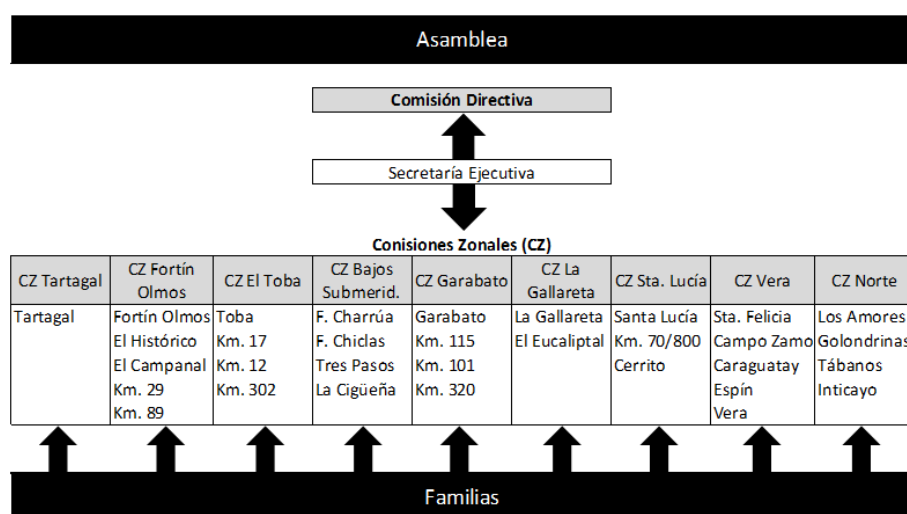 Asamblea
Comisión Directiva
Secretaría Ejecutiva
Conisiones Zonales (CZ)
CZ Tartagal
CZ Fortín
Olmos
CZ El Toba
CZ Bajos
Submerid.
CZ Garabato
CZ La
Gallareta
CZ Sta. Lucía
CZ Vera
CZ Norte
Tartagal
Fortín Olmos
El Histórico
El Campanal
Km. 29
Km. 89
Toba
Km. 17
Km. 12
Km. 302
F. Charrúa
F. Chiclas
Tres Pasos
La Cigüeña
Garabato
Km. 115
Km. 101
Km. 320
La Gallareta
El Eucaliptal
Santa Lucía
Km. 70/800
Cerrito
Sta. Felicia
Campo Zamo
Caraguatay
Espín
Vera
Los Amores
Golondrinas
Tábanos
Inticayo
Familias